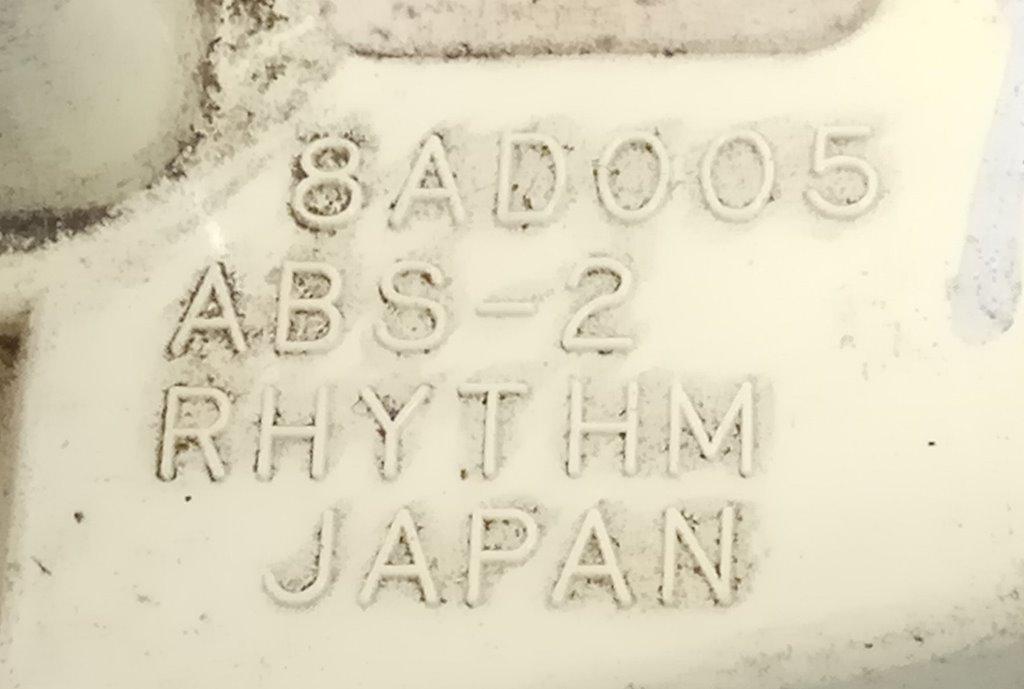 8AD005
ABS-2
RHYTHM
JAPAN